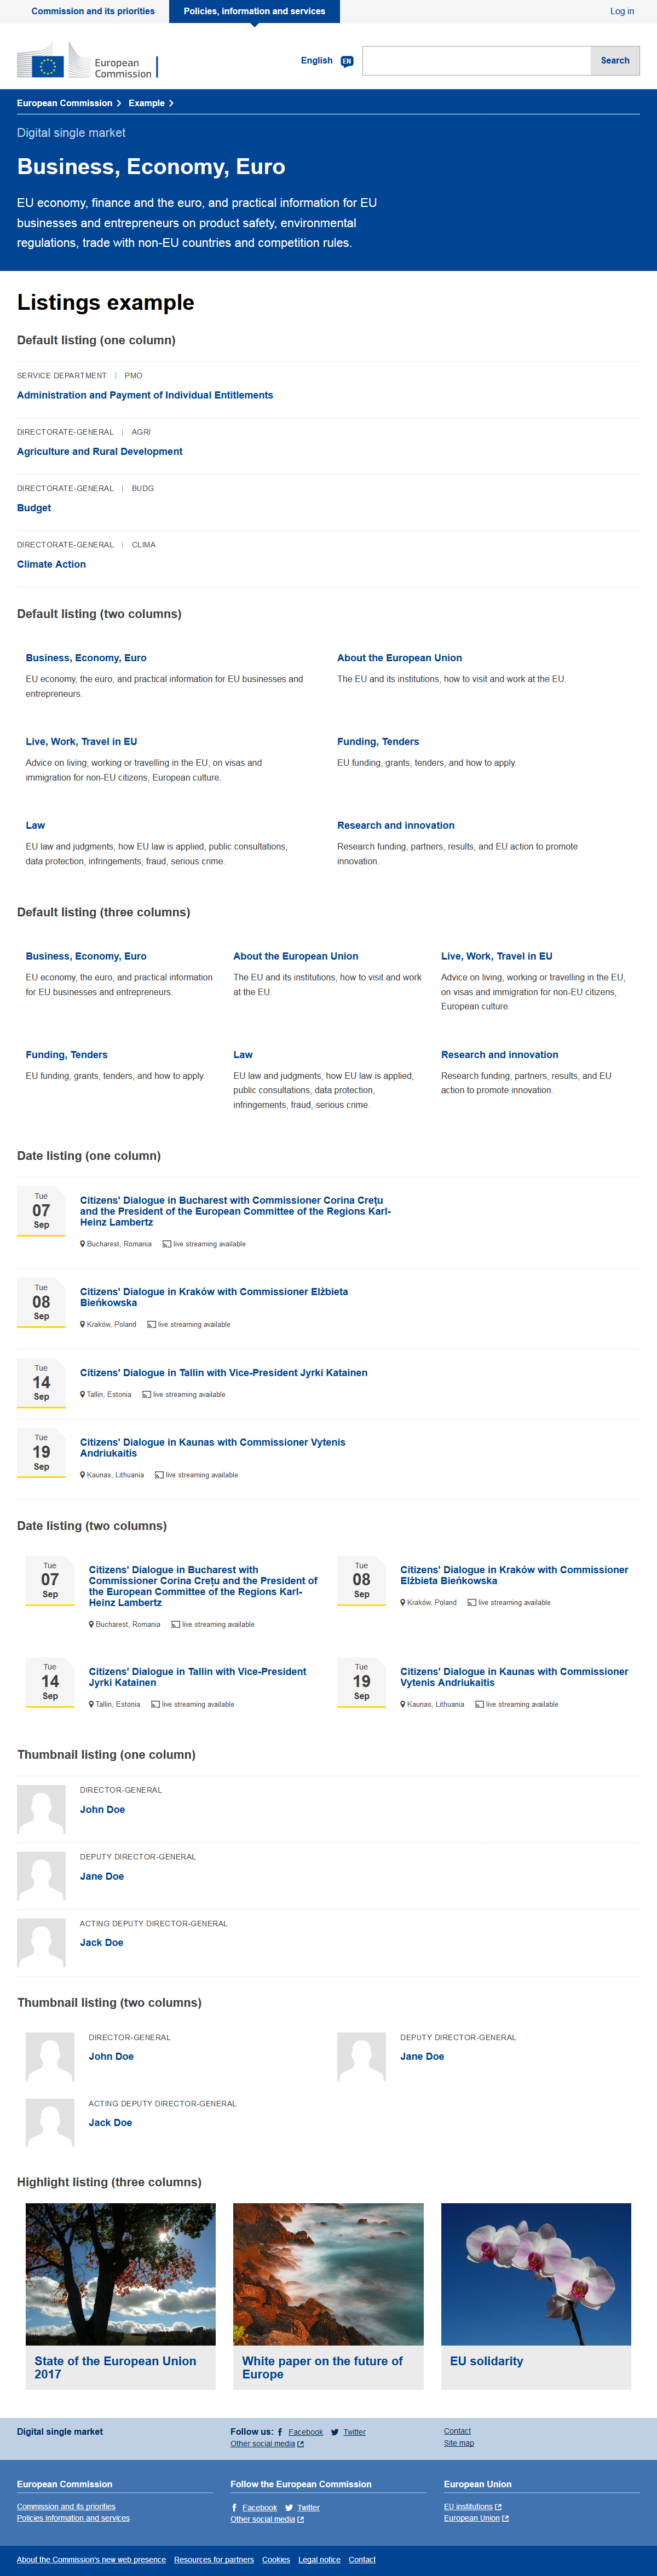 Commission and its priorities
Policies, information and services
Log in
European
Commission
English
EN
Search
European Commission
Example
Digital single market
Business, Economy, Euro
EU economy, finance and the euro, and practical information for EU
businesses and entrepreneurs on product safety, environmental
regulations, trade with non-EU countries and competition rules.
Listings example
Default listing (one column)
SERVICE DEPARTMENT | PMO
Administration and Payment of Individual Entitlements
DIRECTORATE-GENERAL | AGRI
Agriculture and Rural Development
DIRECTORATE-GENERAL | BUDG
Budget
DIRECTORATE-GENERAL | CLIMA
Climate Action
Default listing (two columns)
Business, Economy, Euro
EU economy, the euro, and practical information for EU businesses and
entrepreneurs.
About the European Union
The EU and its institutions, how to visit and work at the EU.
Live, Work, Travel in EU
Advice on living, working or travelling in the EU, on visas and
immigration for non-EU citizens, European culture.
Funding, Tenders
EU funding, grants, tenders, and how to apply.
Law
EU law and judgments, how EU law is applied, public consultations,
data protection, infringements, fraud, serious crime.
Research and innovation
Research funding, partners, results, and EU action to promote
innovation.
Default listing (three columns)
Business, Economy, Euro
EU economy, the euro, and practical information
for EU businesses and entrepreneurs.
About the European Union
The EU and its institutions, how to visit and work
at the EU.
Live, Work, Travel in EU
Advice on living, working or travelling in the EU,
on visas and immigration for non-EU citizens,
European culture.
Funding, Tenders
EU funding, grants, tenders, and how to apply.
Law
EU law and judgments, how EU law is applied,
public consultations, data protection,
infringements, fraud, serious crime.
Research and innovation
Research funding, partners, results, and EU
action to promote innovation.
Date listing (one column)
Tue
07
Sep
Citizens' Dialogue in Bucharest with Commissioner Corina Crețu
and the President of the European Committee of the Regions Karl-
Heinz Lambertz
Bucharest, Romania
live streaming available
Tue
08
Sep
Citizens' Dialogue in Kraków with Commissioner Elżbieta
Bieńkowska
Kraków, Poland
live streaming available
Tue
14
Sep
Citizens' Dialogue in Tallin with Vice-President Jyrki Katainen
Tallin, Estonia
live streaming available
Tue
19
Sep
Citizens' Dialogue in Kaunas with Commissioner Vytenis
Andriukaitis
Kaunas, Lithuania
live streaming available
Date listing (two columns)
Tue
07
Sep
Citizens' Dialogue in Bucharest with
Commissioner Corina Crețu and the President of
the European Committee of the Regions Karl-
Heinz Lambertz
Bucharest, Romania
live streaming available
Tue
08
Sep
Citizens' Dialogue in Kraków with Commissioner
Elżbieta Bieńkowska
Kraków, Poland
live streaming available
Tue
14
Sep
Citizens' Dialogue in Tallin with Vice-President
Jyrki Katainen
Tallin, Estonia
live streaming available
Tue
19
Sep
Citizens' Dialogue in Kaunas with Commissioner
Vytenis Andriukaitis
Kaunas, Lithuania
live streaming available
Thumbnail listing (one column)
DIRECTOR-GENERAL
John Doe
DEPUTY DIRECTOR-GENERAL
Jane Doe
ACTING DEPUTY DIRECTOR-GENERAL
Jack Doe
Thumbnail listing (two columns)
DIRECTOR-GENERAL
John Doe
DEPUTY DIRECTOR-GENERAL
Jane Doe
ACTING DEPUTY DIRECTOR-GENERAL
Jack Doe
Highlight listing (three columns)
State of the European Union
2017
White paper on the future of
Europe
EU solidarity
Digital single market
Follow us: Facebook Twitter
Other social media
Contact
Site map
European Commission
Commission and its priorities
Policies information and services
Follow the European Commission
Facebook Twitter
Other social media
European Union
EU institutions
European Union
About the Commission's new web presence
Resources for partners
Cookies
Legal notice
Contact